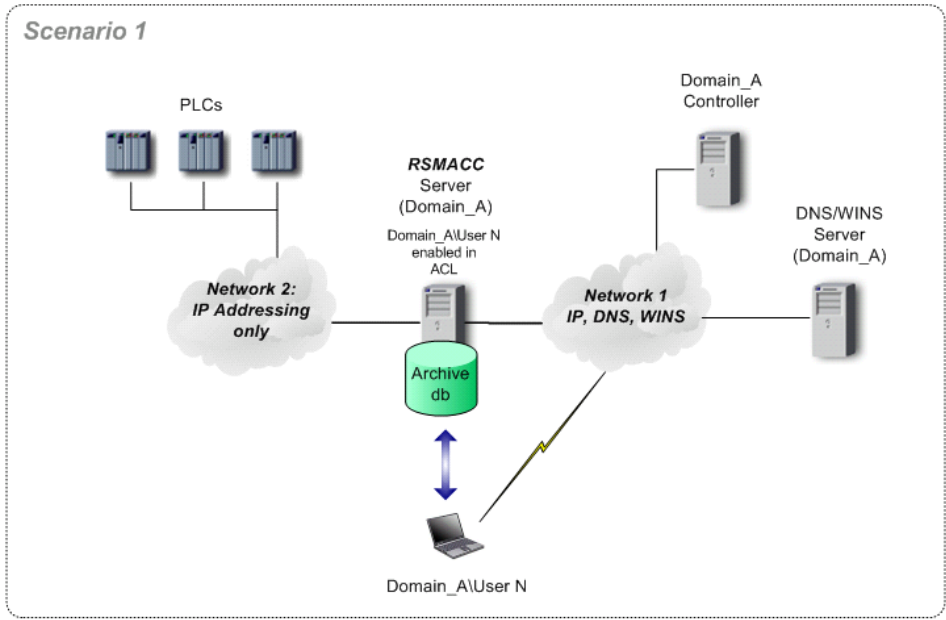 Scenario 1
PLCs
Domain_A
Controller
RSMACC
Server
(Domain_A)
Domain_A\User N
enabled in
ACL
DNS/WINS
Server
(Domain_A)
Network 2:
IP Addressing
only
Network 1
IP, DNS, WINS
Archive
db
Domain_A\User N